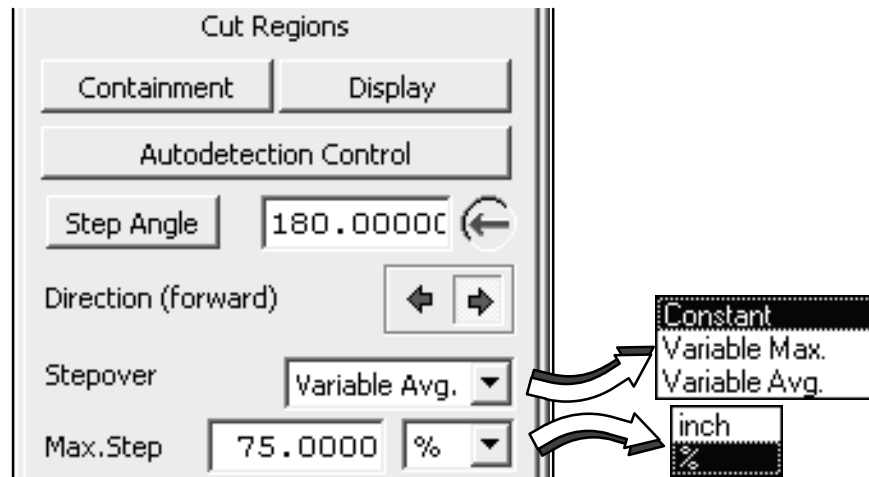 Cut Regions
Containment Display
Autodetection Control
Step Angle 180.0000
Direction (forward)
Stepover Variable Avg.
Max.Step 75.0000 %
Constant
Variable Max.
Variable Avg.
inch
%